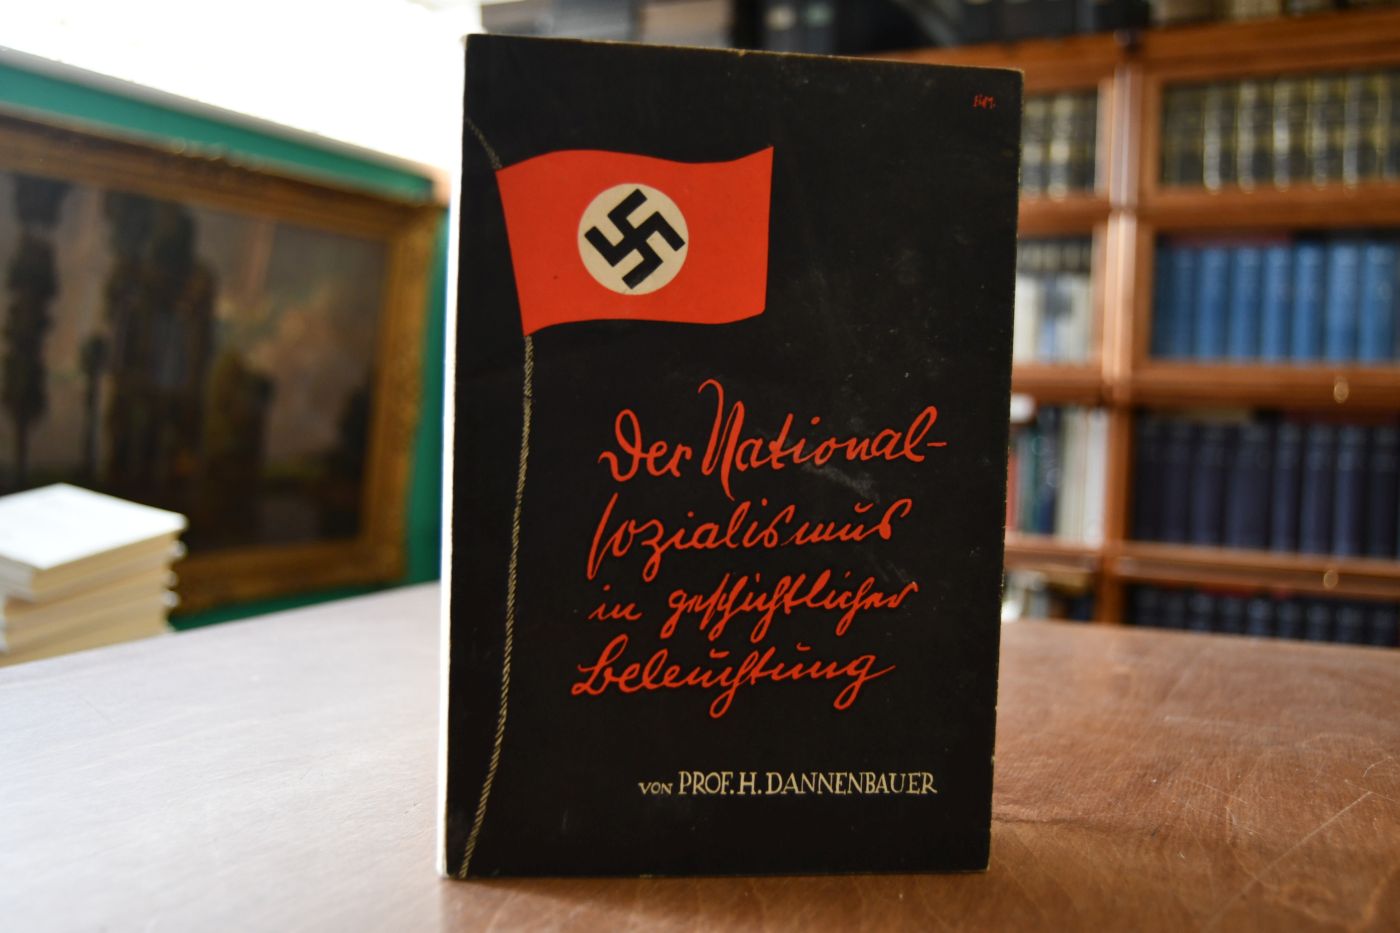 Der National-
sozialismus
in geschichtlicher
Beleuchtung
VON PROF. H. DANNENBAUER